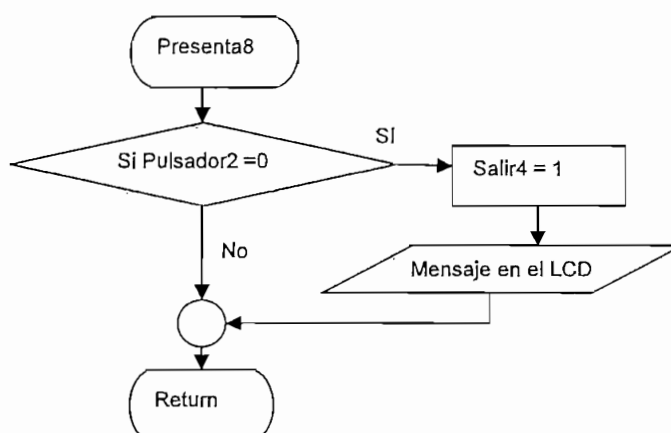 Presenta8
Si Pulsador2 =0
SI
Salir4 = 1
No
Mensaje en el LCD
Return